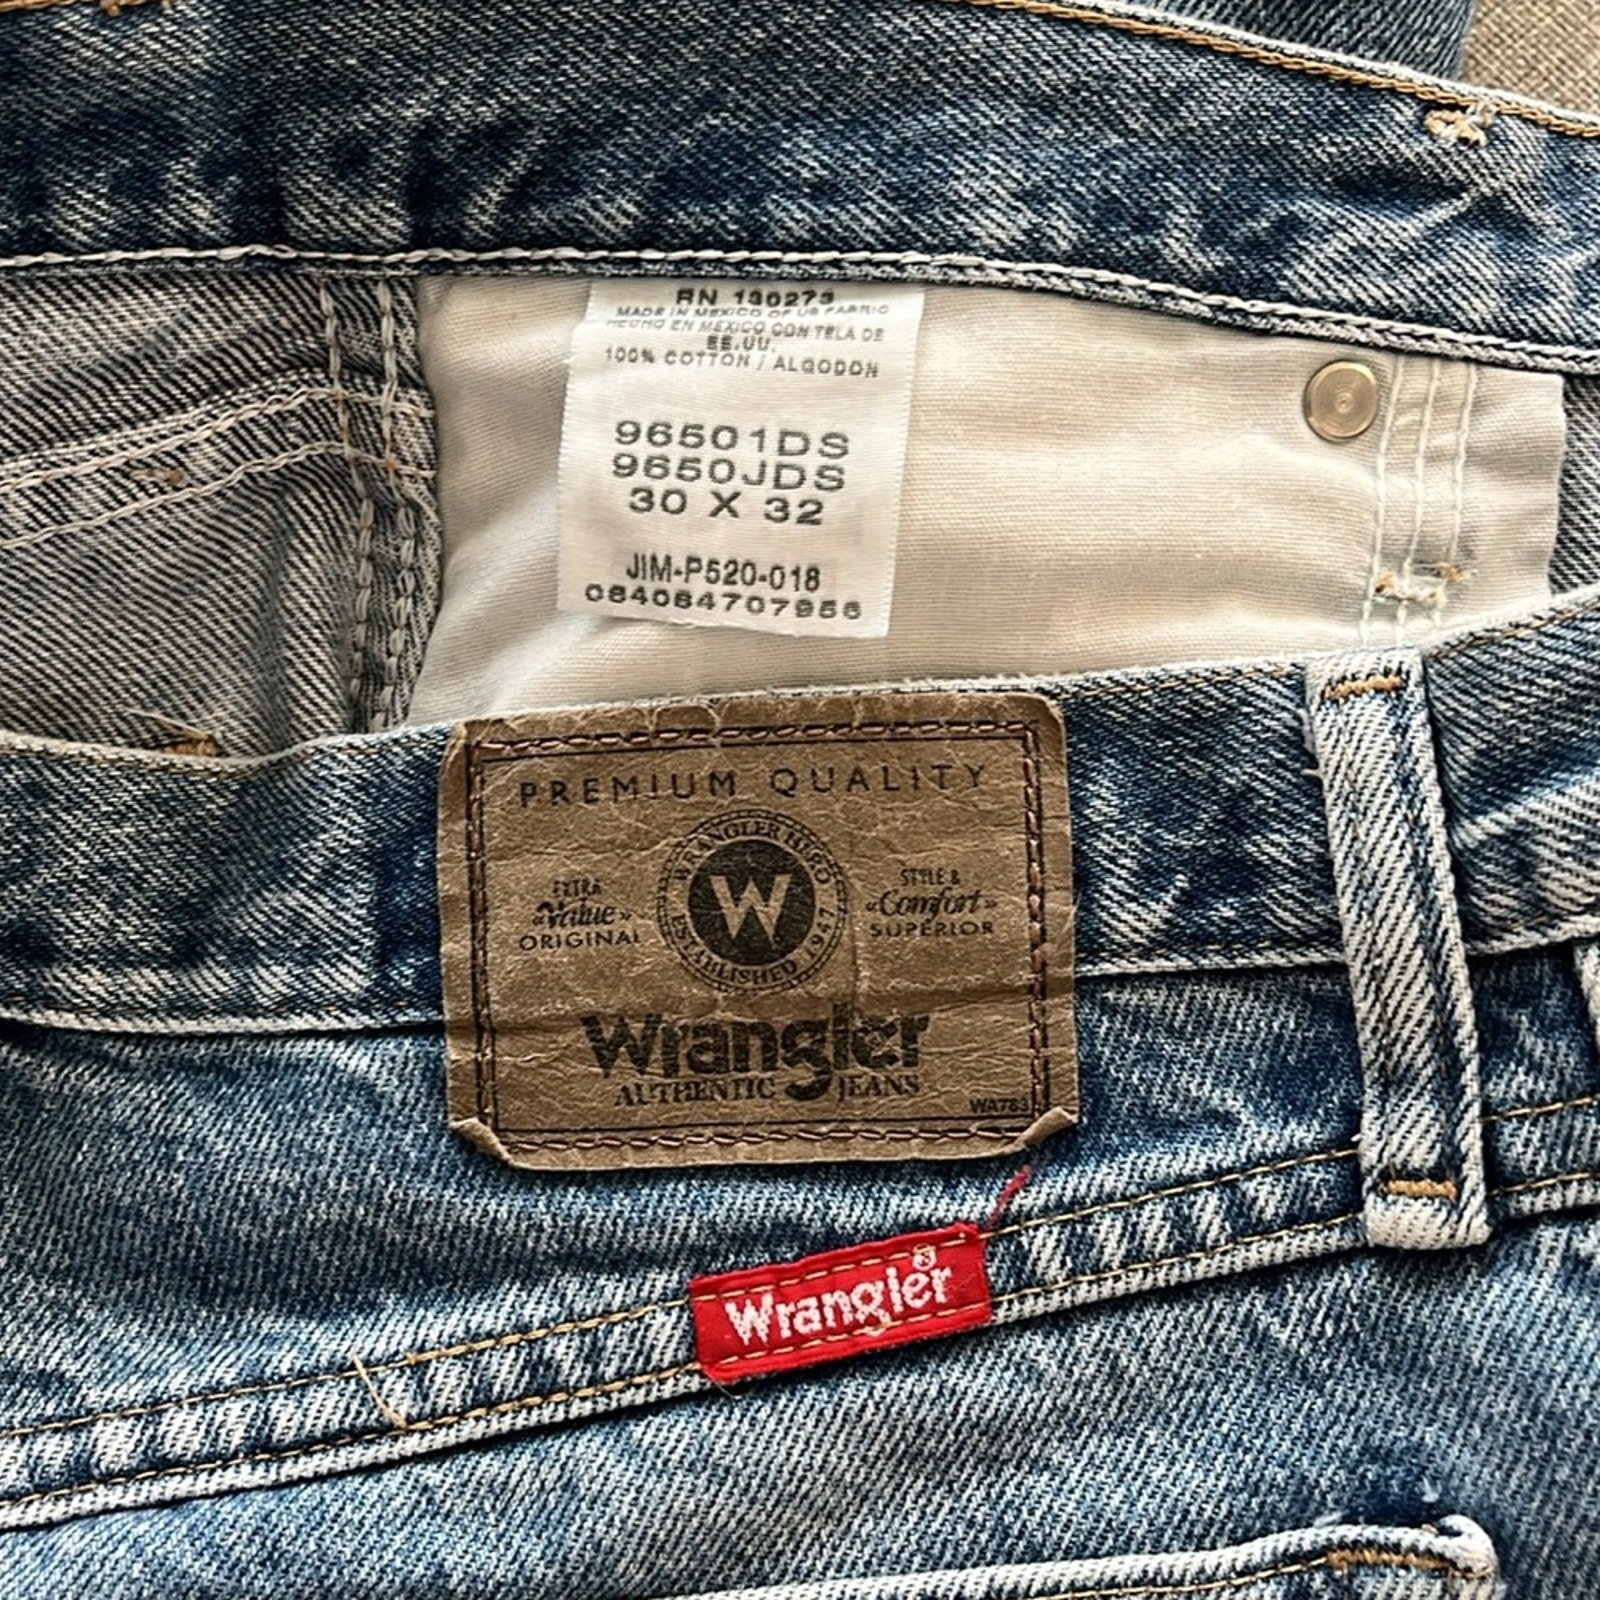 RN 130273
MADE IN MEXICO OF US FABRIC
HECHO EN MEXICO CON TELA DE
EE.UU.
100% COTTON / ALGODON
96501DS
9650JDS
30 X 32
JIM-P520-018
084084707956
PREMIUM QUALITY
WRANGLER HERO
EXTRA
«Value»
ORIGINAL
W
STYLE &
«Comfort»
SUPERIOR
ESTABLISHED 1947
Wrangler
AUTHENTIC JEANS
WA783
Wrangler®